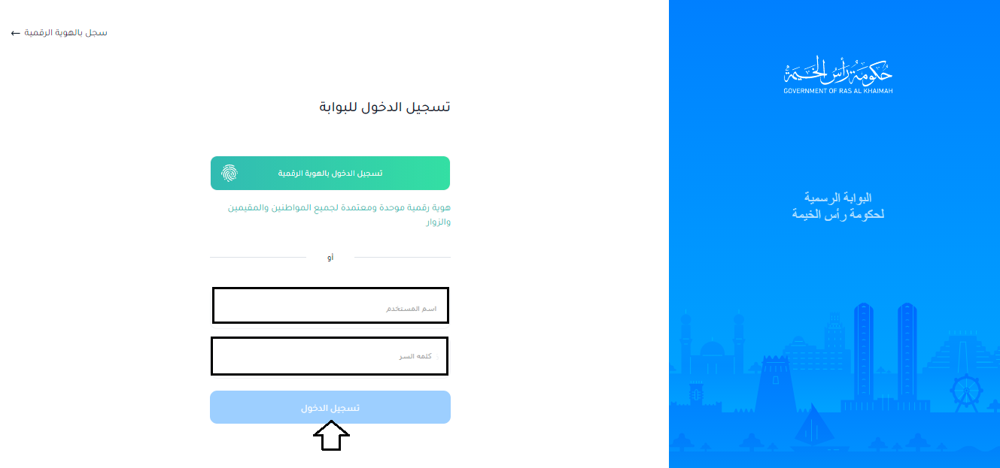 حكومة رأس الخيمة
GOVERNMENT OF RAS AL KHAIMAH
البوابة الرسمية
لحكومة رأس الخيمة
سجل بالهوية الرقمية ←
تسجيل الدخول للبوابة
تسجيل الدخول بالهوية الرقمية
هوية رقمية موحدة ومعتمدة لجميع المواطنين والمقيمين
والزوار
أو
اسم المستخدم
كلمه السر
تسجيل الدخول